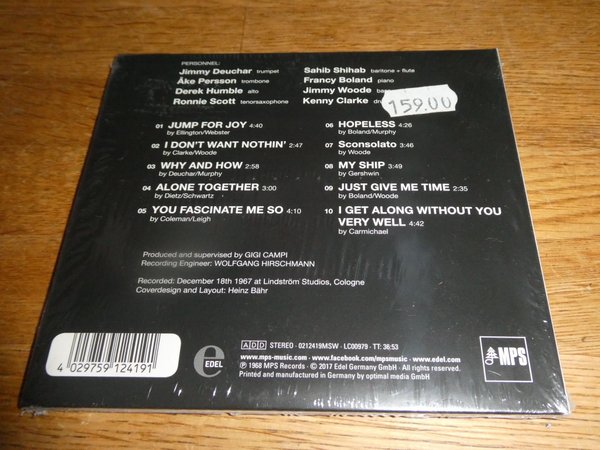 PERSONNEL:
Jimmy Deuchar trumpet
Åke Persson trombone
Derek Humble alto
Ronnie Scott tenorsaxophone
Sahib Shihab baritone + flute
Francy Boland piano
Jimmy Woode
Kenny Clarke
159.00
01 JUMP FOR JOY 4:40
by Ellington/Webster
02 I DON'T WANT NOTHIN' 2:47
by Clarke/Woode
03 WHY AND HOW 2:58
by Deuchar/Murphy
04 ALONE TOGETHER 3:00
by Dietz/Schwartz
05 YOU FASCINATE ME SO 4:10
by Coleman/Leigh
06 HOPELESS 4:26
by Boland/Murphy
07 Sconsolato 3:46
by Woode
08 MY SHIP 3:49
by Gershwin
09 JUST GIVE ME TIME 2:35
by Boland/Woode
10 I GET ALONG WITHOUT YOU
VERY WELL 4:42
by Carmichael
Produced and supervised by GIGI CAMPI
Recording Engineer: WOLFGANG HIRSCHMANN
Recorded: December 18th 1967 at Lindström Studios, Cologne
Coverdesign and Layout: Heinz Bähr
4 029759 124191
e
EDEL
ADD STEREO · 0212419MSW · LC00979 · TT: 36:53
www.mps-music.com · www.facebook.com/mpsmusic · www.edel.com
℗ 1968 MPS Records · © 2017 Edel Germany GmbH · All rights reserved.
Printed and manufactured in Germany by optimal media GmbH
MPS